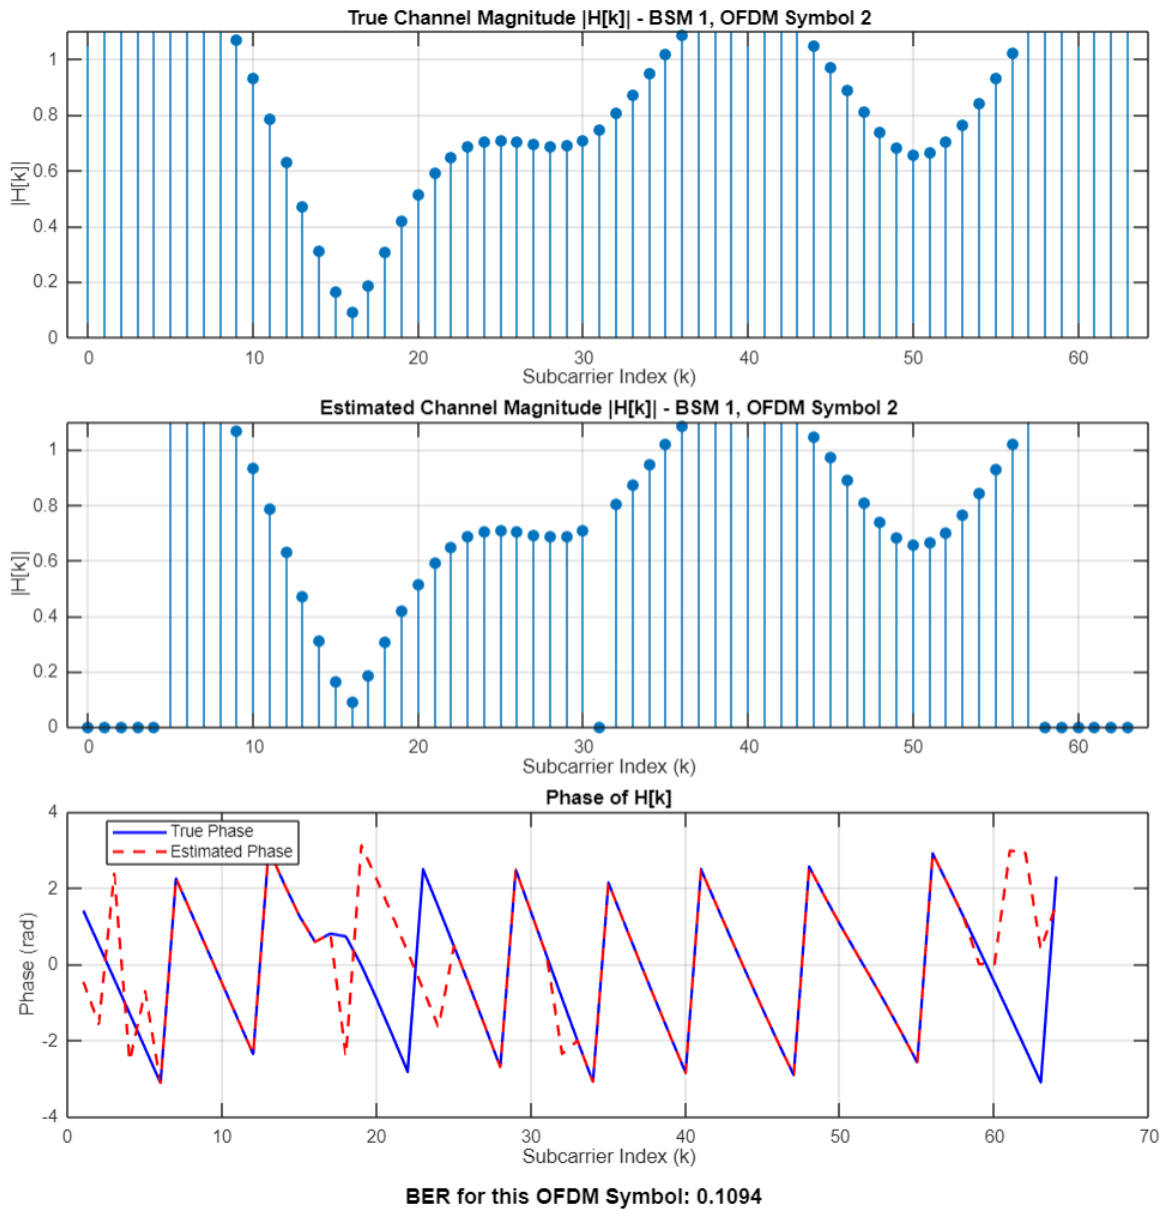 True Channel Magnitude |H[k]| - BSM 1, OFDM Symbol 2
|H[k]|
1
0.8
0.6
0.4
0.2
0
0 10 20 30 40 50 60
Subcarrier Index (k)
Estimated Channel Magnitude |H[k]| - BSM 1, OFDM Symbol 2
|H[k]|
1
0.8
0.6
0.4
0.2
0
0 10 20 30 40 50 60
Subcarrier Index (k)
Phase of H[k]
True Phase
Estimated Phase
Phase (rad)
4
2
0
-2
-4
0 10 20 30 40 50 60 70
Subcarrier Index (k)
BER for this OFDM Symbol: 0.1094